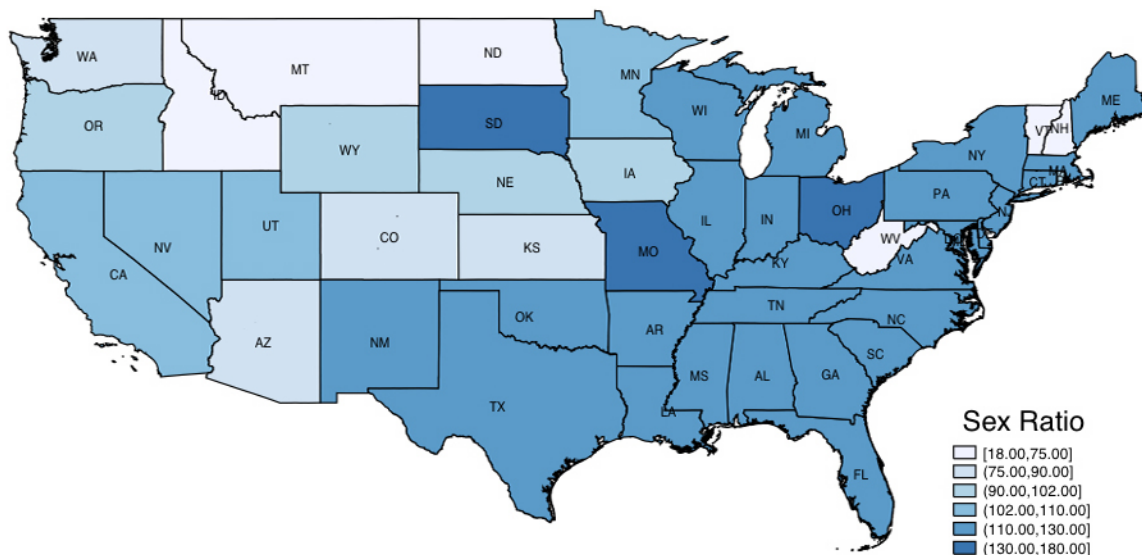 WA
MT
ND
MN
ME
ID
OR
SD
WI
VT
NH
WY
MI
NY
MA
NE
IA
CT
PA
NV
UT
CO
KS
IL
IN
OH
NJ
WV
MO
VA
CA
KY
TN
OK
NC
AZ
NM
AR
SC
MS
AL
GA
TX
LA
FL
Sex Ratio
[18.00,75.00]
(75.00,90.00]
(90.00,102.00]
(102.00,110.00]
(110.00,130.00]
(130.00,180.00]